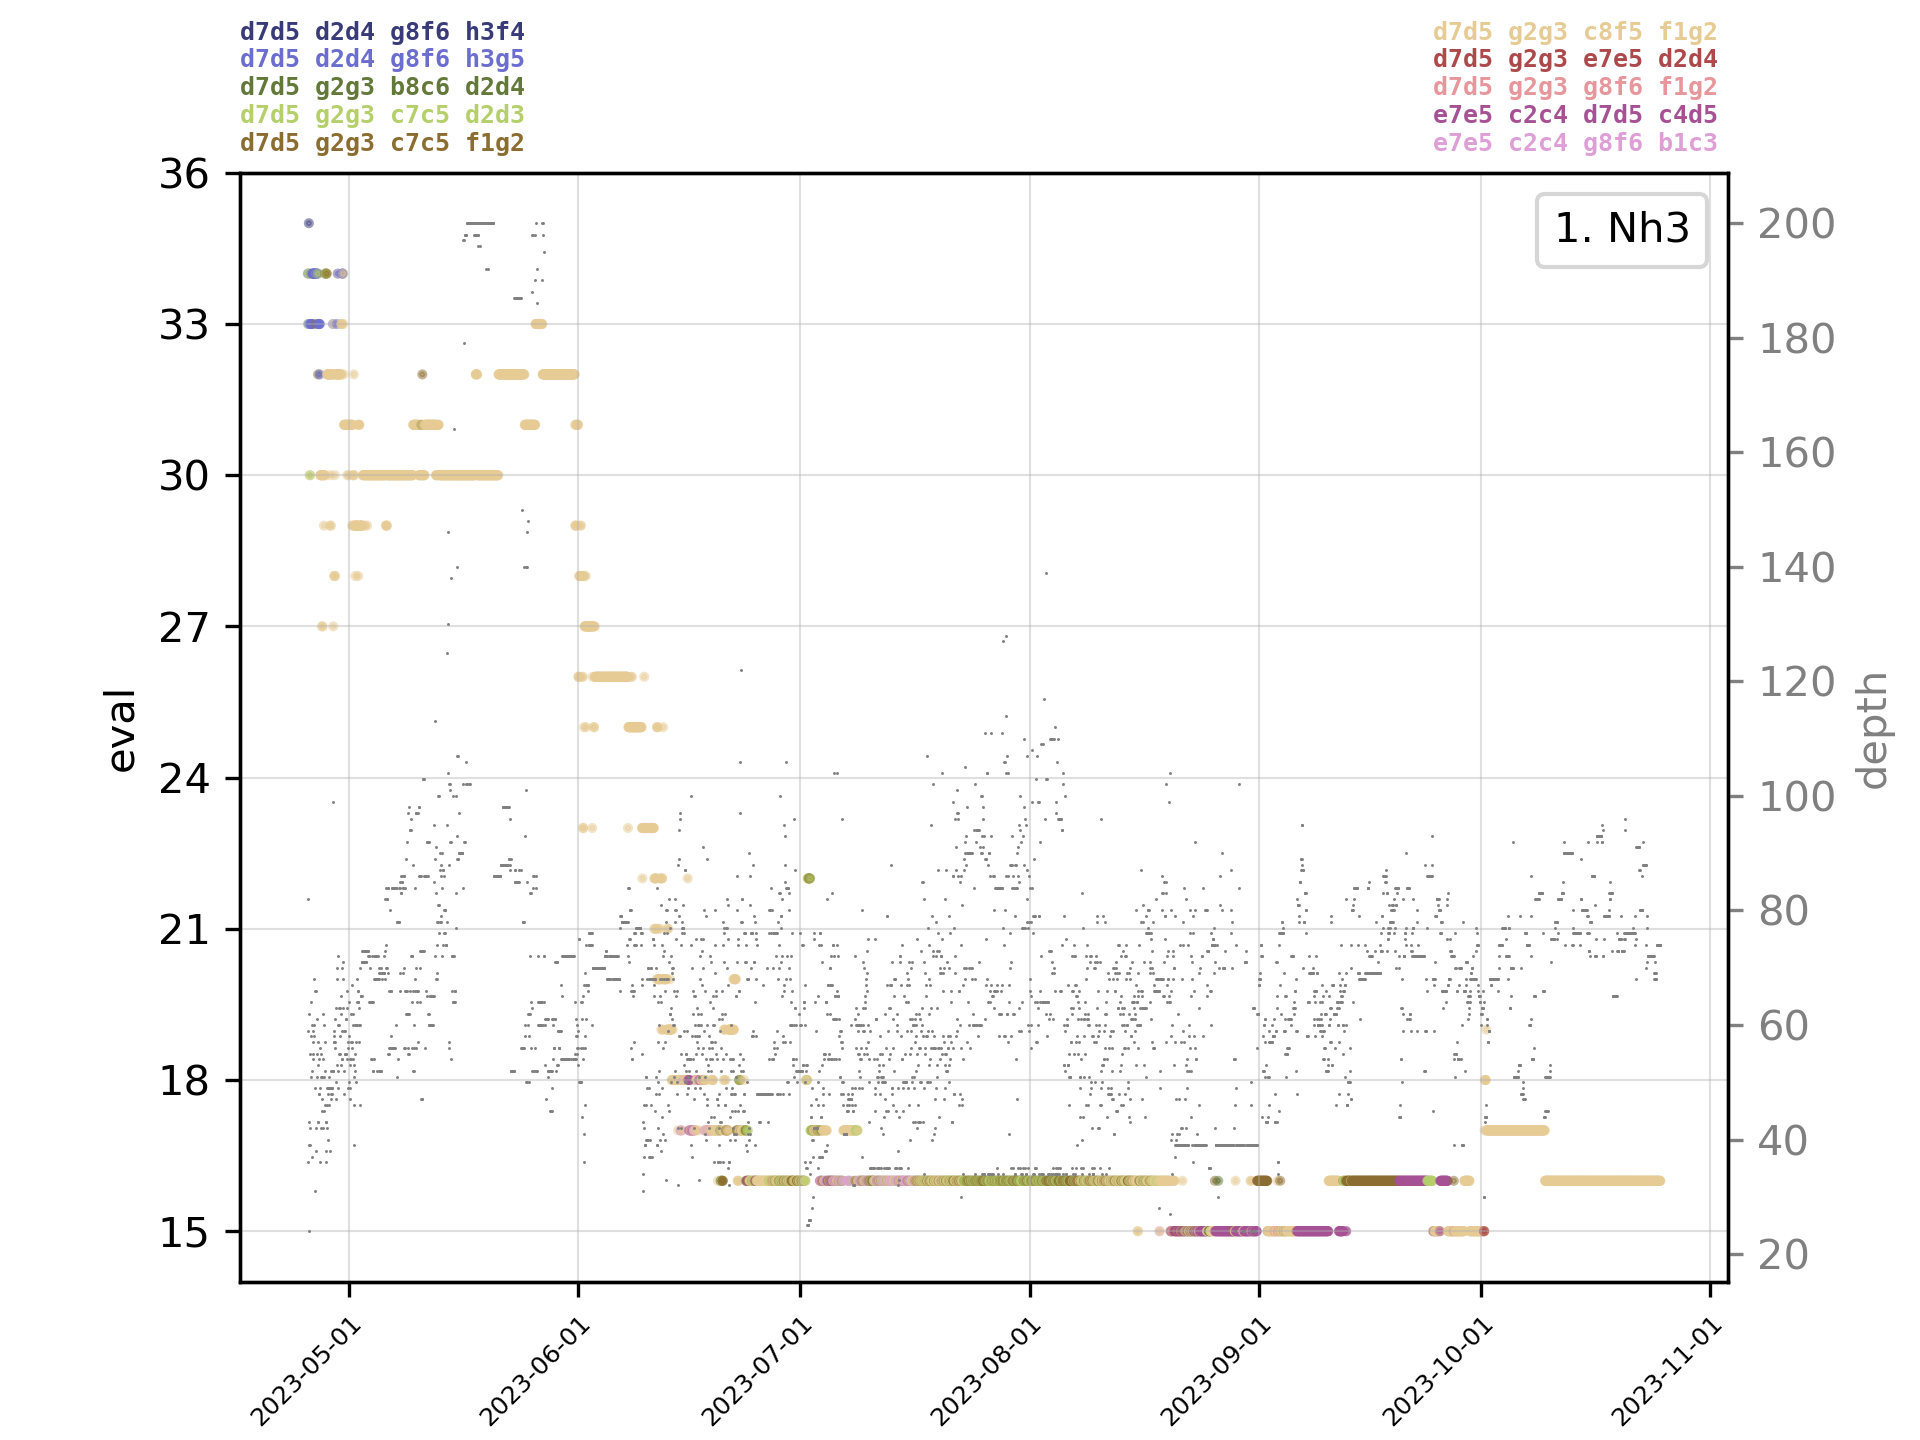 d7d5 d2d4 g8f6 h3f4
d7d5 d2d4 g8f6 h3g5
d7d5 g2g3 b8c6 d2d4
d7d5 g2g3 c7c5 d2d3
d7d5 g2g3 c7c5 f1g2
d7d5 g2g3 c8f5 f1g2
d7d5 g2g3 e7e5 d2d4
d7d5 g2g3 g8f6 f1g2
e7e5 c2c4 d7d5 c4d5
e7e5 c2c4 g8f6 b1c3
1. Nh3
36
33
30
27
24
21
18
15
eval
200
180
160
140
120
100
80
60
40
20
depth
2023-05-01
2023-06-01
2023-07-01
2023-08-01
2023-09-01
2023-10-01
2023-11-01